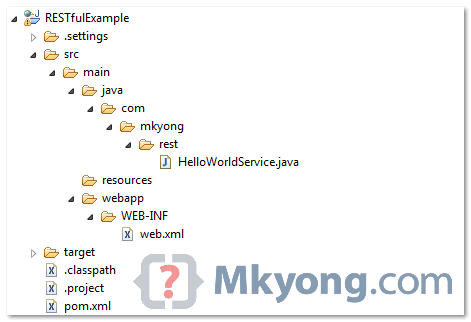 RESTfulExample
.settings
src
main
java
com
mkyong
rest
HelloWorldService.java
resources
webapp
WEB-INF
web.xml
target
.classpath
.project
pom.xml
{?} Mkyong.com